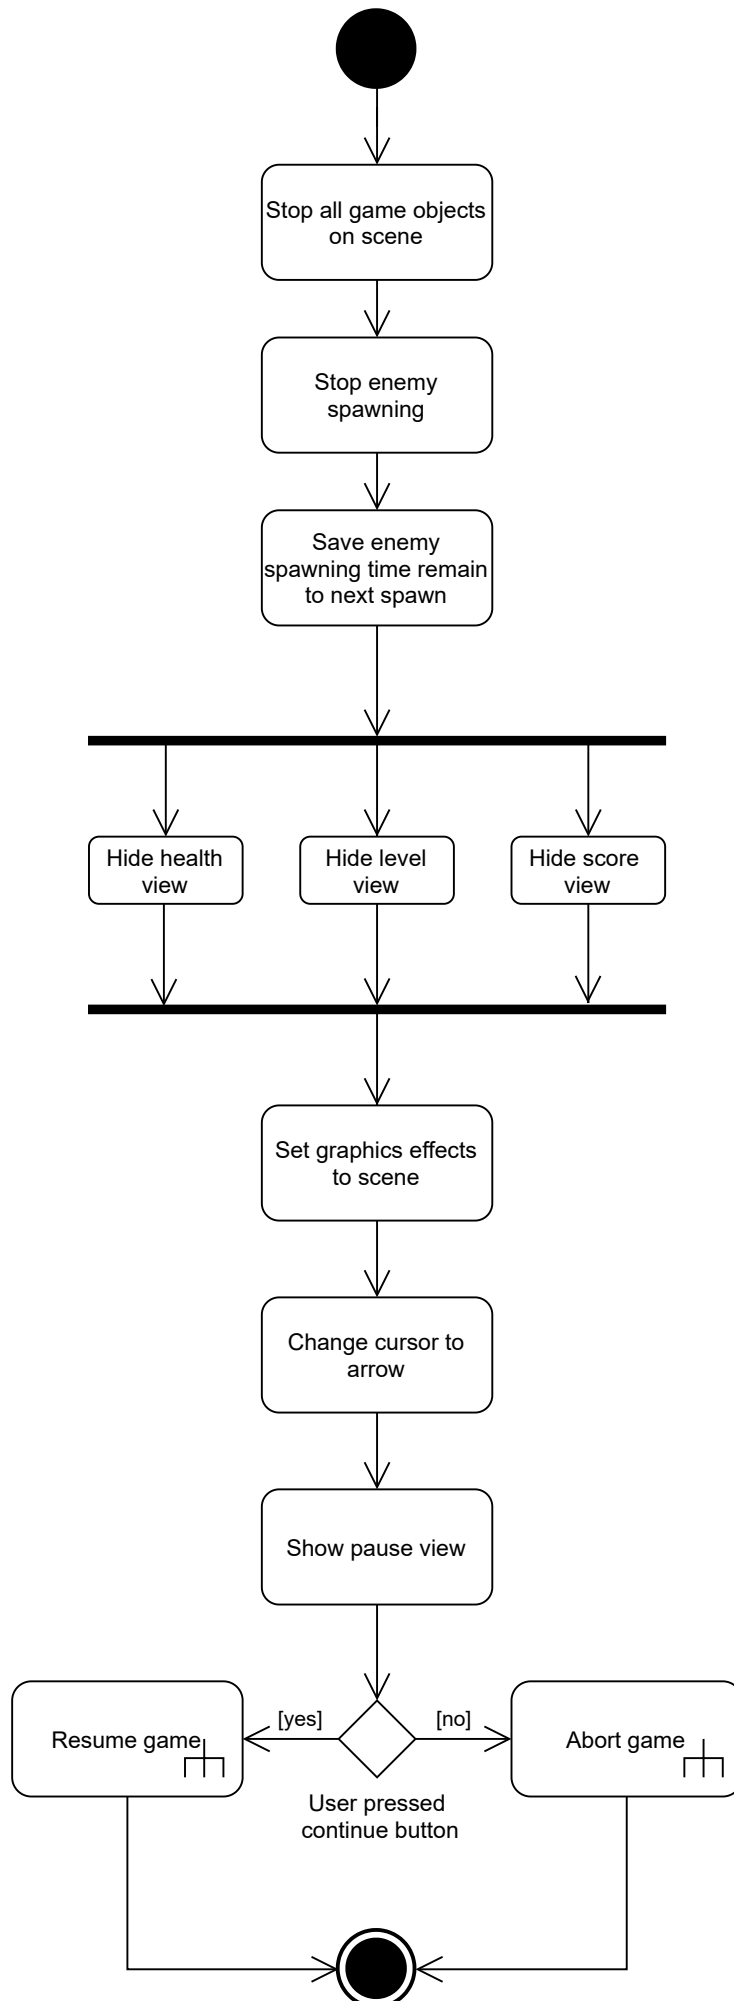 Stop all game objects
on scene
Stop enemy
spawning
Save enemy
spawning time remain
to next spawn
Hide health
view
Hide level
view
Hide score
view
Set graphics effects
to scene
Change cursor to
arrow
Show pause view
[yes]
[no]
Resume game
Abort game
User pressed
continue button